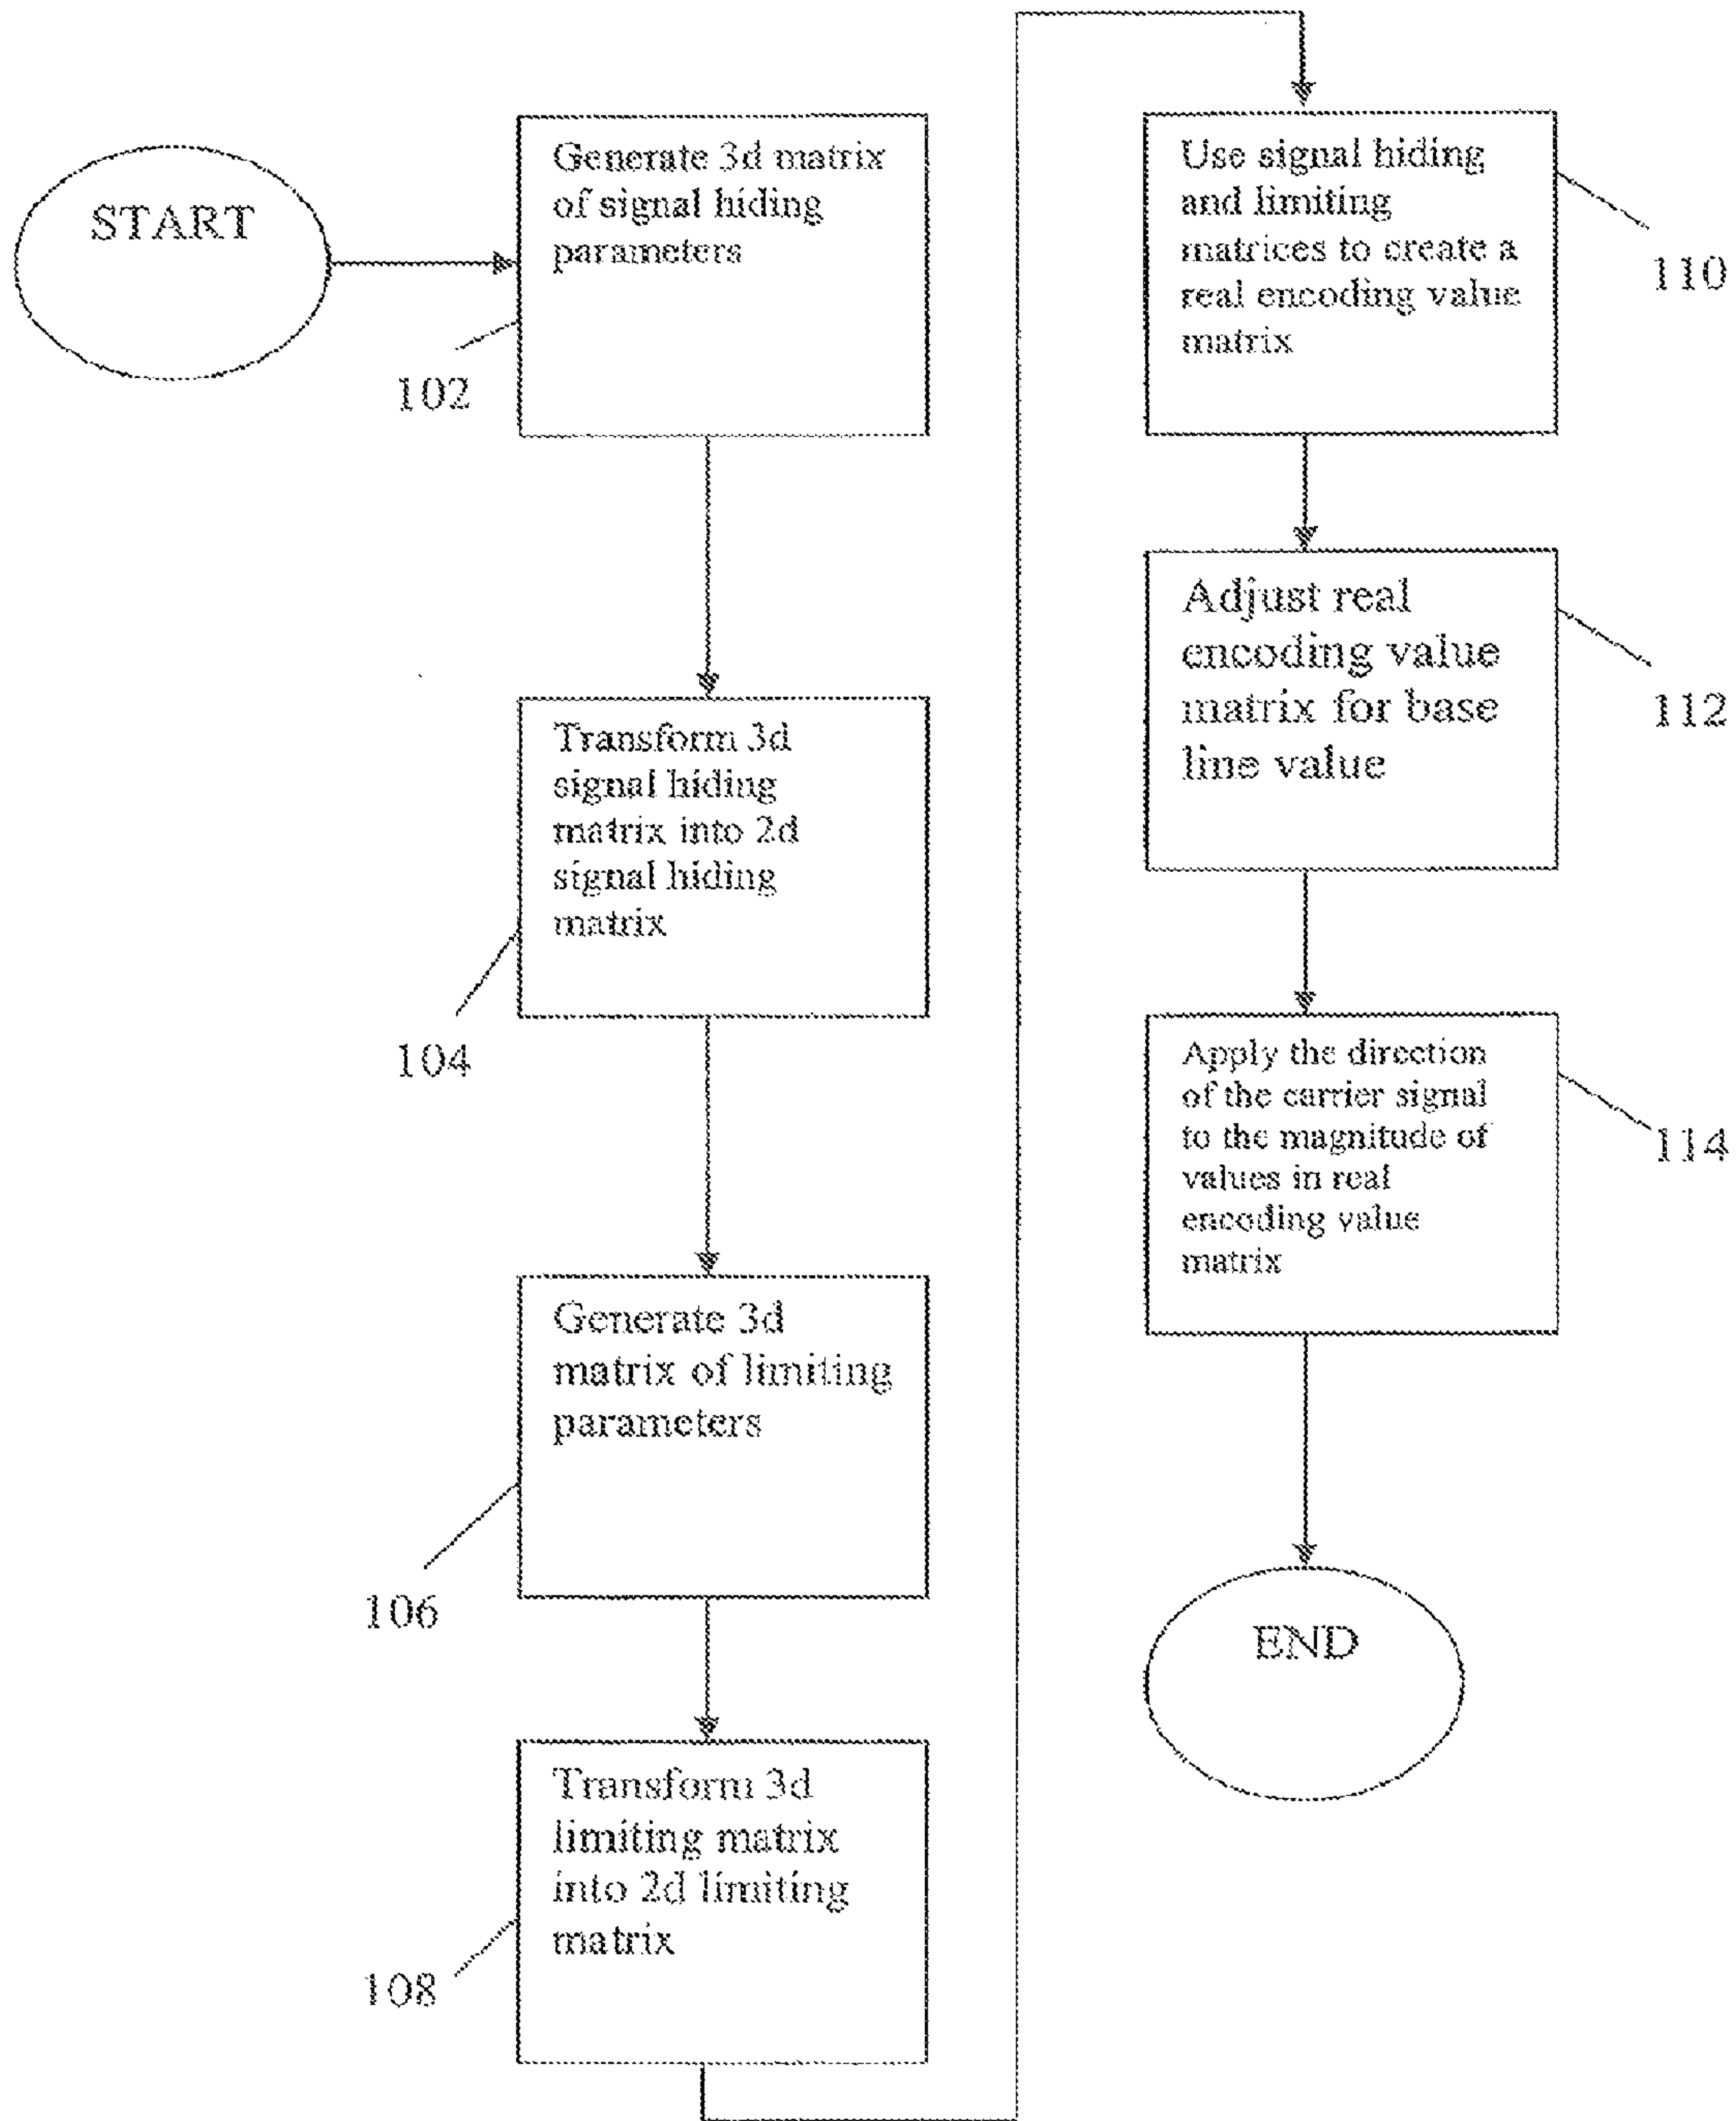 START
Generate 3d matrix
of signal hiding
parameters
102
Transform 3d
signal hiding
matrix into 2d
signal hiding
matrix
104
Generate 3d
matrix of limiting
parameters
106
Transform 3d
limiting matrix
into 2d limiting
matrix
108
Use signal hiding
and limiting
matrices to create a
real encoding value
matrix
110
Adjust real
encoding value
matrix for base
line value
112
Apply the direction
of the carrier signal
to the magnitude of
values in real
encoding value
matrix
114
END